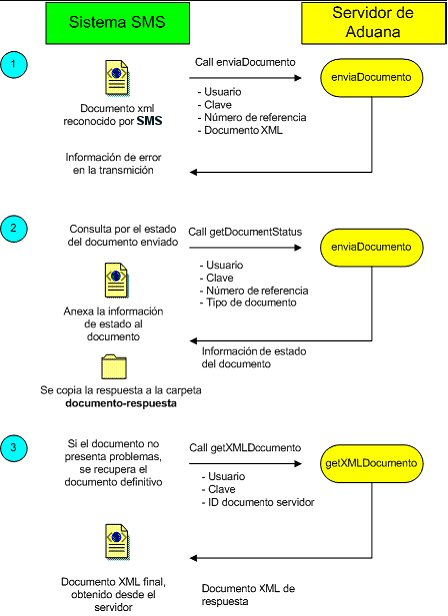 Sistema SMS
Servidor de
Aduana
1
Call enviaDocumento
enviaDocumento
- Usuario
- Clave
- Número de referencia
- Documento XML
Documento xml
reconocido por SMS
Información de error
en la transmición
2
Consulta por el estado
del documento enviado
Call getDocumentStatus
enviaDocumento
- Usuario
- Clave
- Número de referencia
- Tipo de documento
Anexa la información
de estado al
documento
Información de estado
del documento
Se copia la respuesta a la carpeta
documento-respuesta
3
Si el documento no
presenta problemas,
se recupera el
documento definitivo
Call getXMLDocumento
getXMLDocumento
- Usuario
- Clave
- ID documento servidor
Documento XML final,
obtenido desde el
servidor
Documento XML de
respuesta